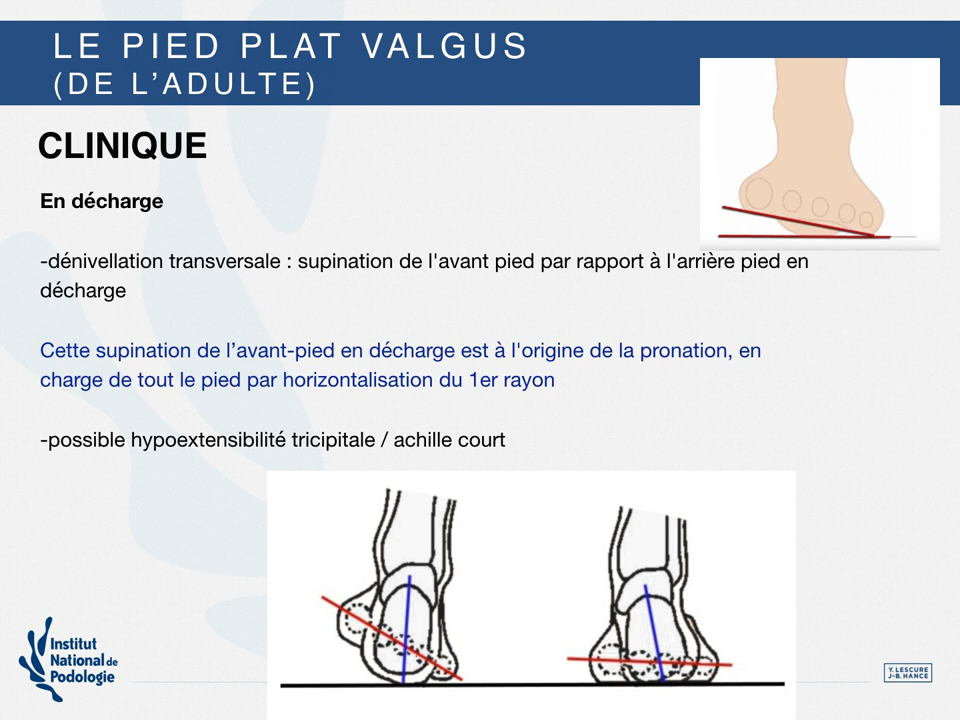 LE PIED PLAT VALGUS
(DE L’ADULTE)
CLINIQUE
En décharge
-dénivellation transversale : supination de l'avant pied par rapport à l'arrière pied en
décharge
Cette supination de l’avant-pied en décharge est à l'origine de la pronation, en
charge de tout le pied par horizontalisation du 1er rayon
-possible hypoextensibilité tricipitale / achille court
Institut
National de
Podologie
Y. LESCURE
J-B. HANCE